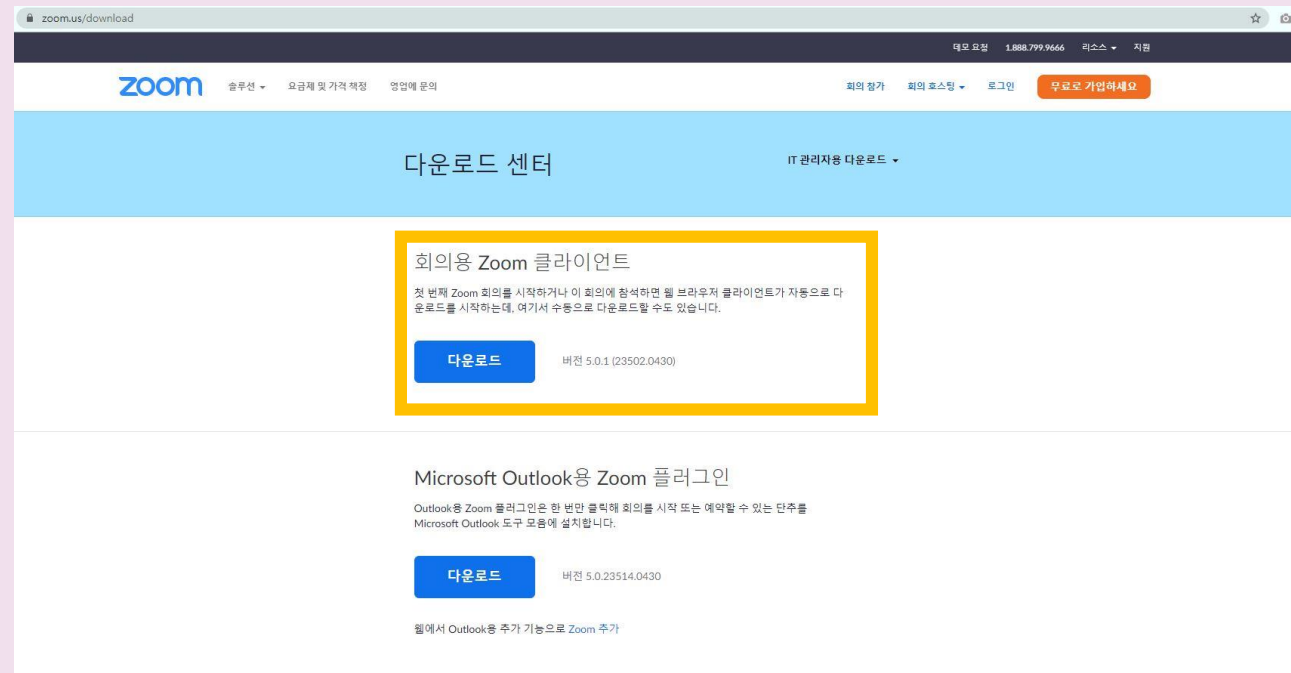 zoom.us/download
데모 요청 1.888.799.9666 리소스 지원
zoom 솔루션 요금제 및 가격 책정 영업에 문의 회의 참가 회의 호스팅 로그인 무료로 가입하세요
다운로드 센터 IT 관리자용 다운로드
회의용 Zoom 클라이언트
첫 번째 Zoom 회의를 시작하거나 이 회의에 참석하면 웹 브라우저 클라이언트가 자동으로 다
운로드를 시작하는데, 여기서 수동으로 다운로드할 수도 있습니다.
다운로드 버전 5.0.1 (23502.0430)
Microsoft Outlook용 Zoom 플러그인
Outlook용 Zoom 플러그인은 한 번만 클릭해 회의를 시작 또는 예약할 수 있는 단추를
Microsoft Outlook 도구 모음에 설치합니다.
다운로드 버전 5.0.23514.0430
웹에서 Outlook용 추가 기능으로 Zoom 추가